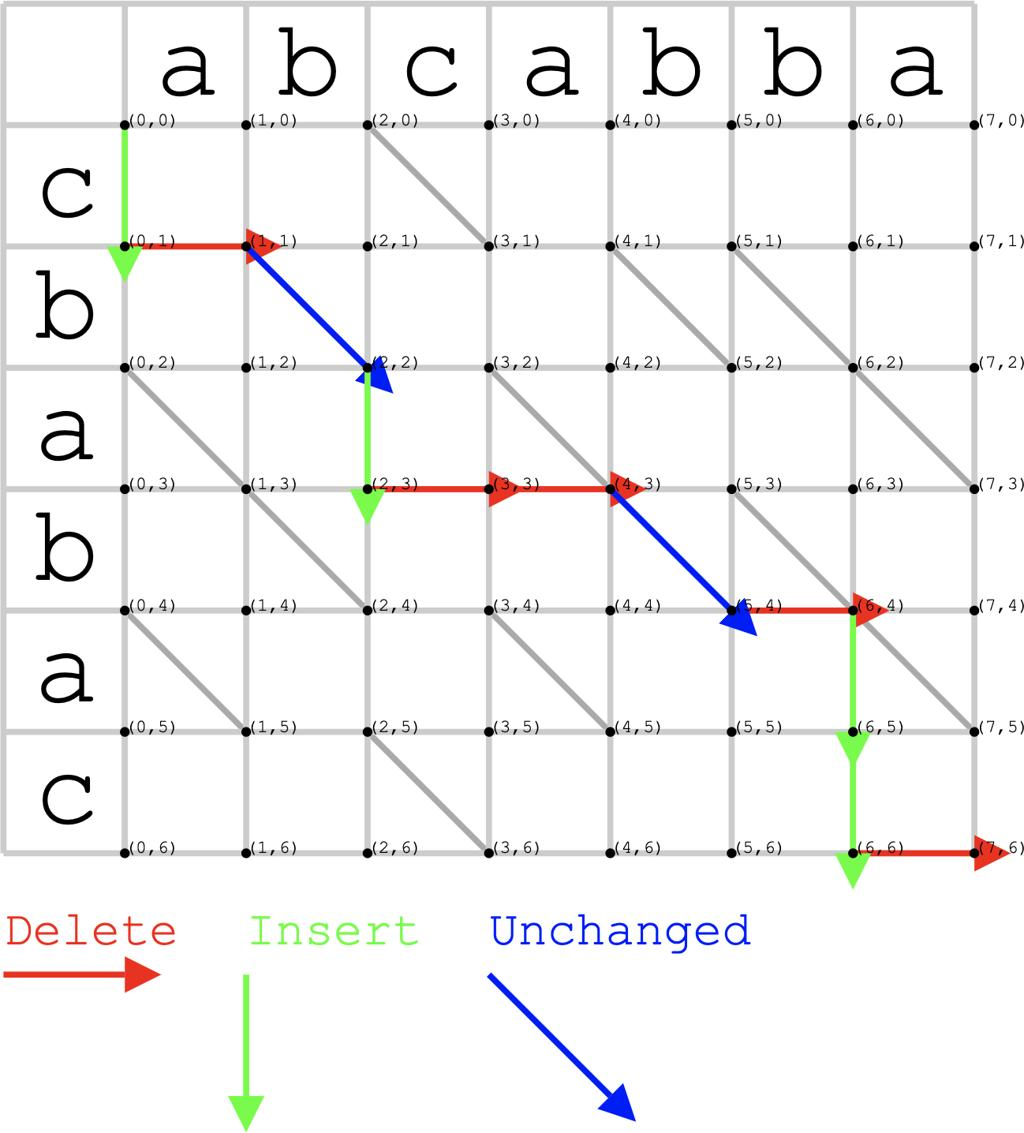 a b c a b b a
(0,0) (1,0) (2,0) (3,0) (4,0) (5,0) (6,0) (7,0)
c
(0,1) (1,1) (2,1) (3,1) (4,1) (5,1) (6,1) (7,1)
b
(0,2) (1,2) (2,2) (3,2) (4,2) (5,2) (6,2) (7,2)
a
(0,3) (1,3) (2,3) (3,3) (4,3) (5,3) (6,3) (7,3)
b
(0,4) (1,4) (2,4) (3,4) (4,4) (5,4) (6,4) (7,4)
a
(0,5) (1,5) (2,5) (3,5) (4,5) (5,5) (6,5) (7,5)
c
(0,6) (1,6) (2,6) (3,6) (4,6) (5,6) (6,6) (7,6)
Delete Insert Unchanged